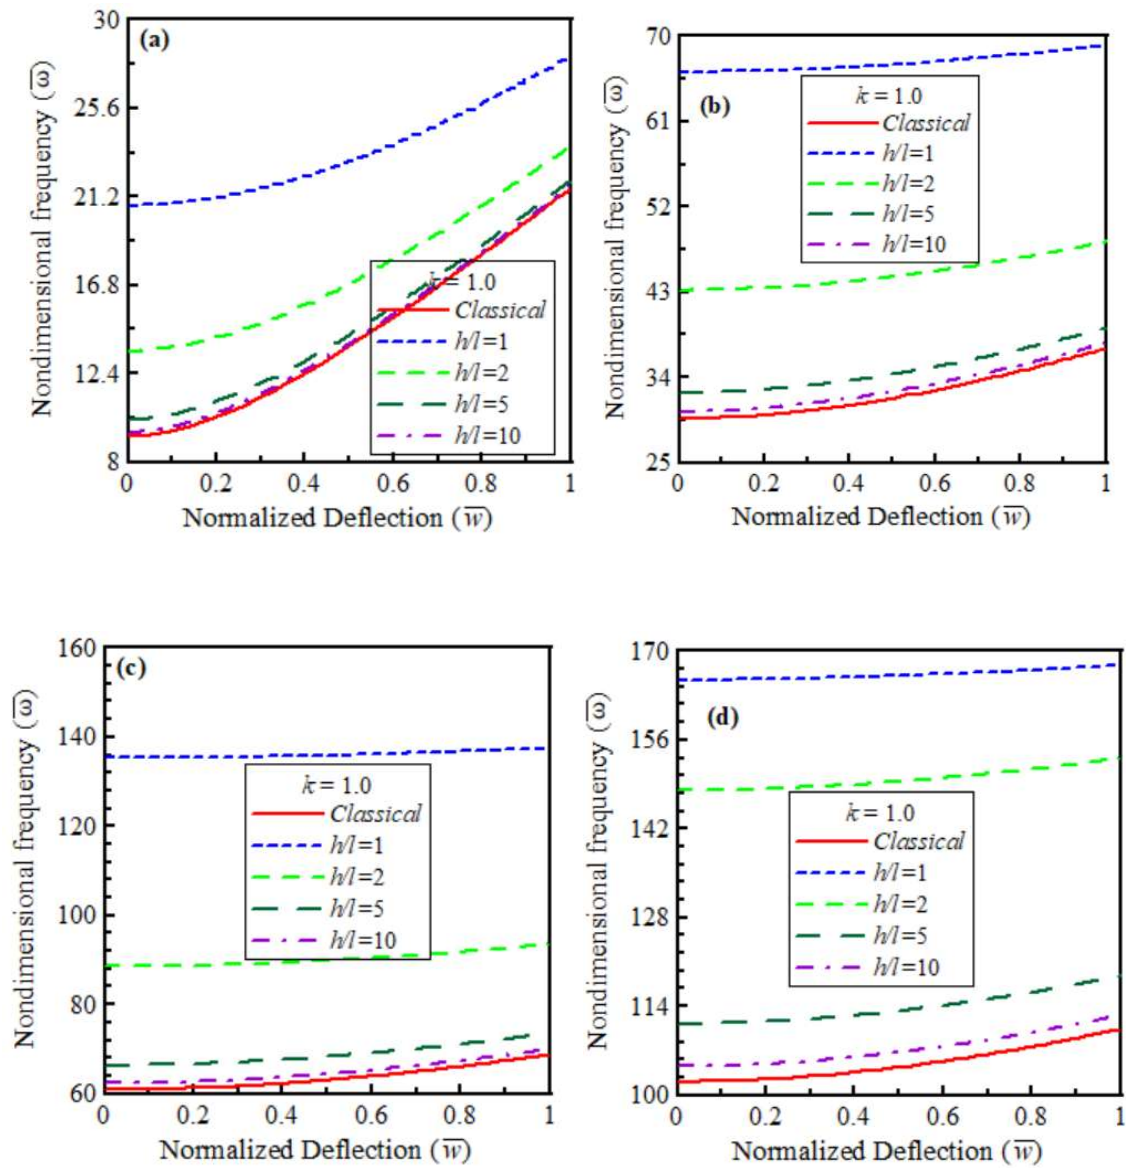 (a)
Nondimensional frequency (ω̅)
30
25.6
21.2
16.8
12.4
8
0 0.2 0.4 0.6 0.8 1
Normalized Deflection (w̅)
k = 1.0
Classical
h/l=1
h/l=2
h/l=5
h/l=10
(b)
Nondimensional frequency (ω̅)
70
61
52
43
34
25
0 0.2 0.4 0.6 0.8 1
Normalized Deflection (w̅)
k = 1.0
Classical
h/l=1
h/l=2
h/l=5
h/l=10
(c)
Nondimensional frequency (ω̅)
160
140
120
100
80
60
0 0.2 0.4 0.6 0.8 1
Normalized Deflection (w̅)
k = 1.0
Classical
h/l=1
h/l=2
h/l=5
h/l=10
(d)
Nondimensional frequency (ω̅)
170
156
142
128
114
100
0 0.2 0.4 0.6 0.8 1
Normalized Deflection (w̅)
k = 1.0
Classical
h/l=1
h/l=2
h/l=5
h/l=10